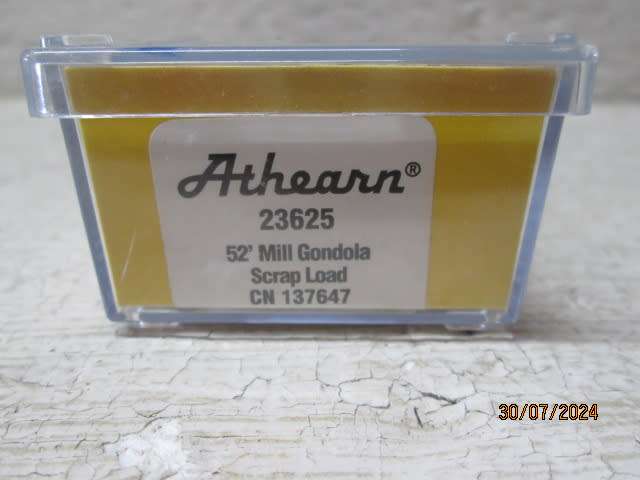 Athearn®
23625
52' Mill Gondola
Scrap Load
CN 137647
30/07/2024